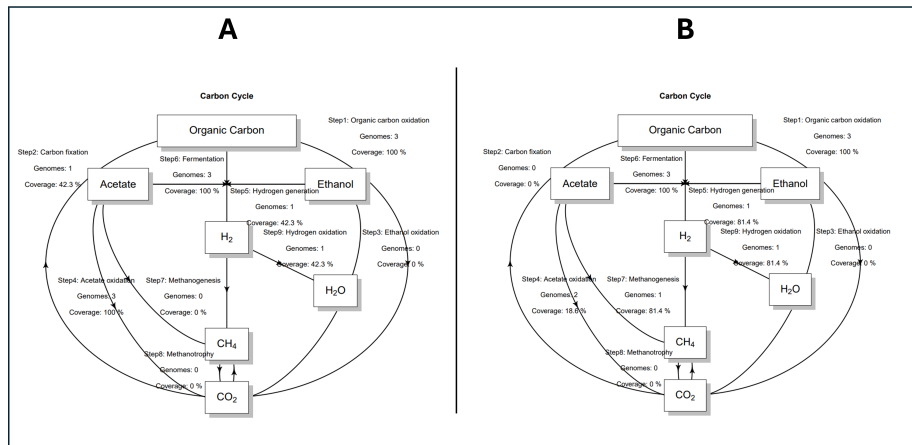 A
Carbon Cycle
Organic Carbon
Step1: Organic carbon oxidation
Genomes: 3
Coverage: 100 %
Step2: Carbon fixation
Genomes: 1
Coverage: 42.3 %
Step6: Fermentation
Genomes: 3
Coverage: 100 %
Acetate
Ethanol
Step5: Hydrogen generation
Genomes: 1
Coverage: 42.3 %
H2
Step9: Hydrogen oxidation
Genomes: 1
Coverage: 42.3 %
Step3: Ethanol oxidation
Genomes: 0
Coverage: 0 %
H2O
Step4: Acetate oxidation
Genomes: 3
Coverage: 100 %
Step7: Methanogenesis
Genomes: 0
Coverage: 0 %
CH4
Step8: Methanotrophy
Genomes: 0
Coverage: 0 %
CO2
B
Carbon Cycle
Organic Carbon
Step1: Organic carbon oxidation
Genomes: 3
Coverage: 100 %
Step2: Carbon fixation
Genomes: 0
Coverage: 0 %
Step6: Fermentation
Genomes: 3
Coverage: 100 %
Acetate
Ethanol
Step5: Hydrogen generation
Genomes: 1
Coverage: 81.4 %
H2
Step9: Hydrogen oxidation
Genomes: 1
Coverage: 81.4 %
Step3: Ethanol oxidation
Genomes: 0
Coverage: 0 %
H2O
Step4: Acetate oxidation
Genomes: 2
Coverage: 18.6 %
Step7: Methanogenesis
Genomes: 1
Coverage: 81.4 %
CH4
Step8: Methanotrophy
Genomes: 0
Coverage: 0 %
CO2